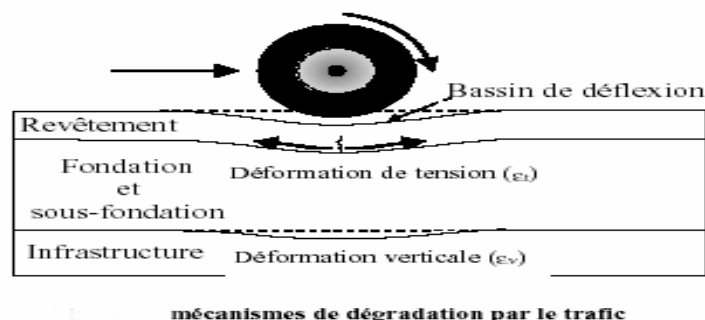 Bassin de déflexion
Revêtement
Fondation
et
sous-fondation
Déformation de tension (εt)
Infrastructure
Déformation verticale (εv)
mécanismes de dégradation par le trafic